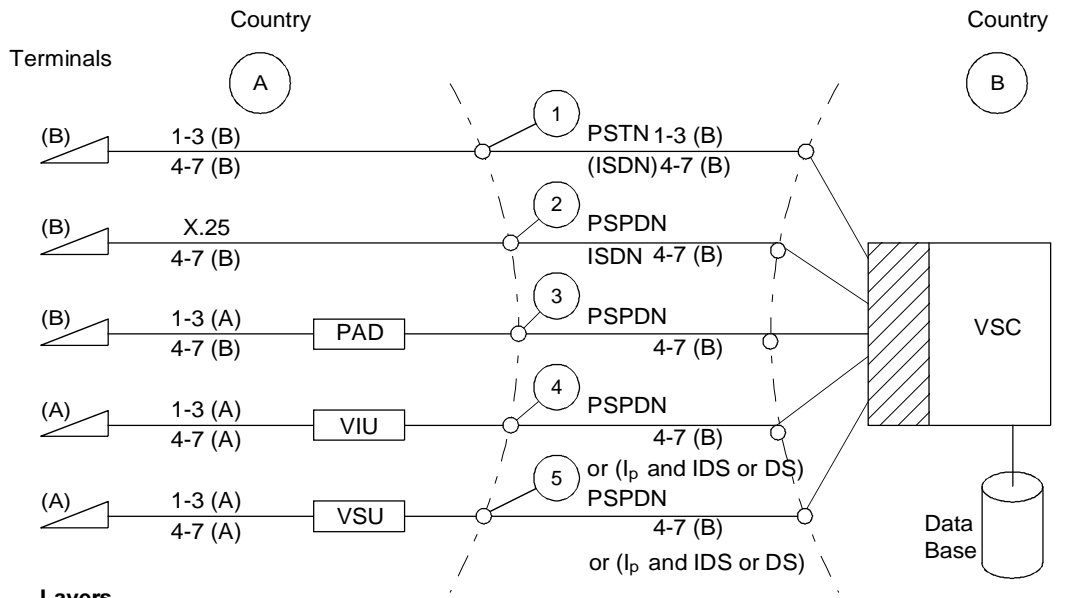 Country
Country
Terminals
A
B
1
(B)
1-3 (B)
PSTN 1-3 (B)
4-7 (B)
(ISDN) 4-7 (B)
2
(B)
X.25
PSPDN
4-7 (B)
ISDN 4-7 (B)
3
(B)
1-3 (A)
PAD
PSPDN
4-7 (B)
4-7 (B)
VSC
4
(A)
1-3 (A)
VIU
PSPDN
4-7 (A)
4-7 (B)
or (Ip and IDS or DS)
5
(A)
1-3 (A)
VSU
PSPDN
4-7 (A)
4-7 (B)
or (Ip and IDS or DS)
Data
Base
Layers